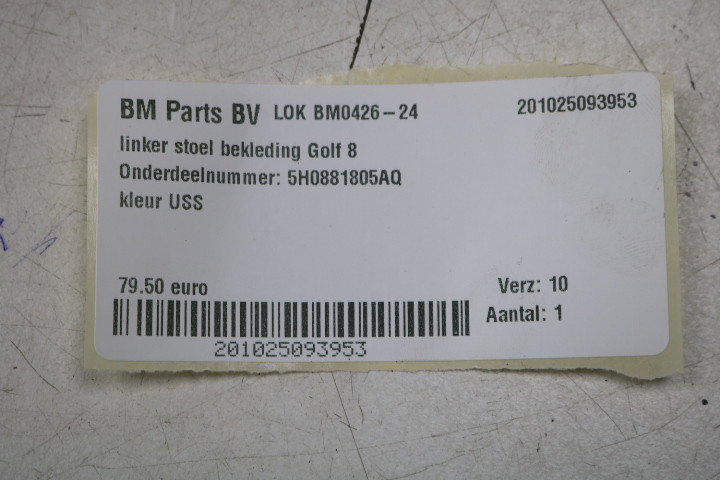 BM Parts BV LOK BM0426-24 201025093953
linker stoel bekleding Golf 8
Onderdeelnummer: 5H0881805AQ
kleur USS
79.50 euro Verz: 10
Aantal: 1
201025093953